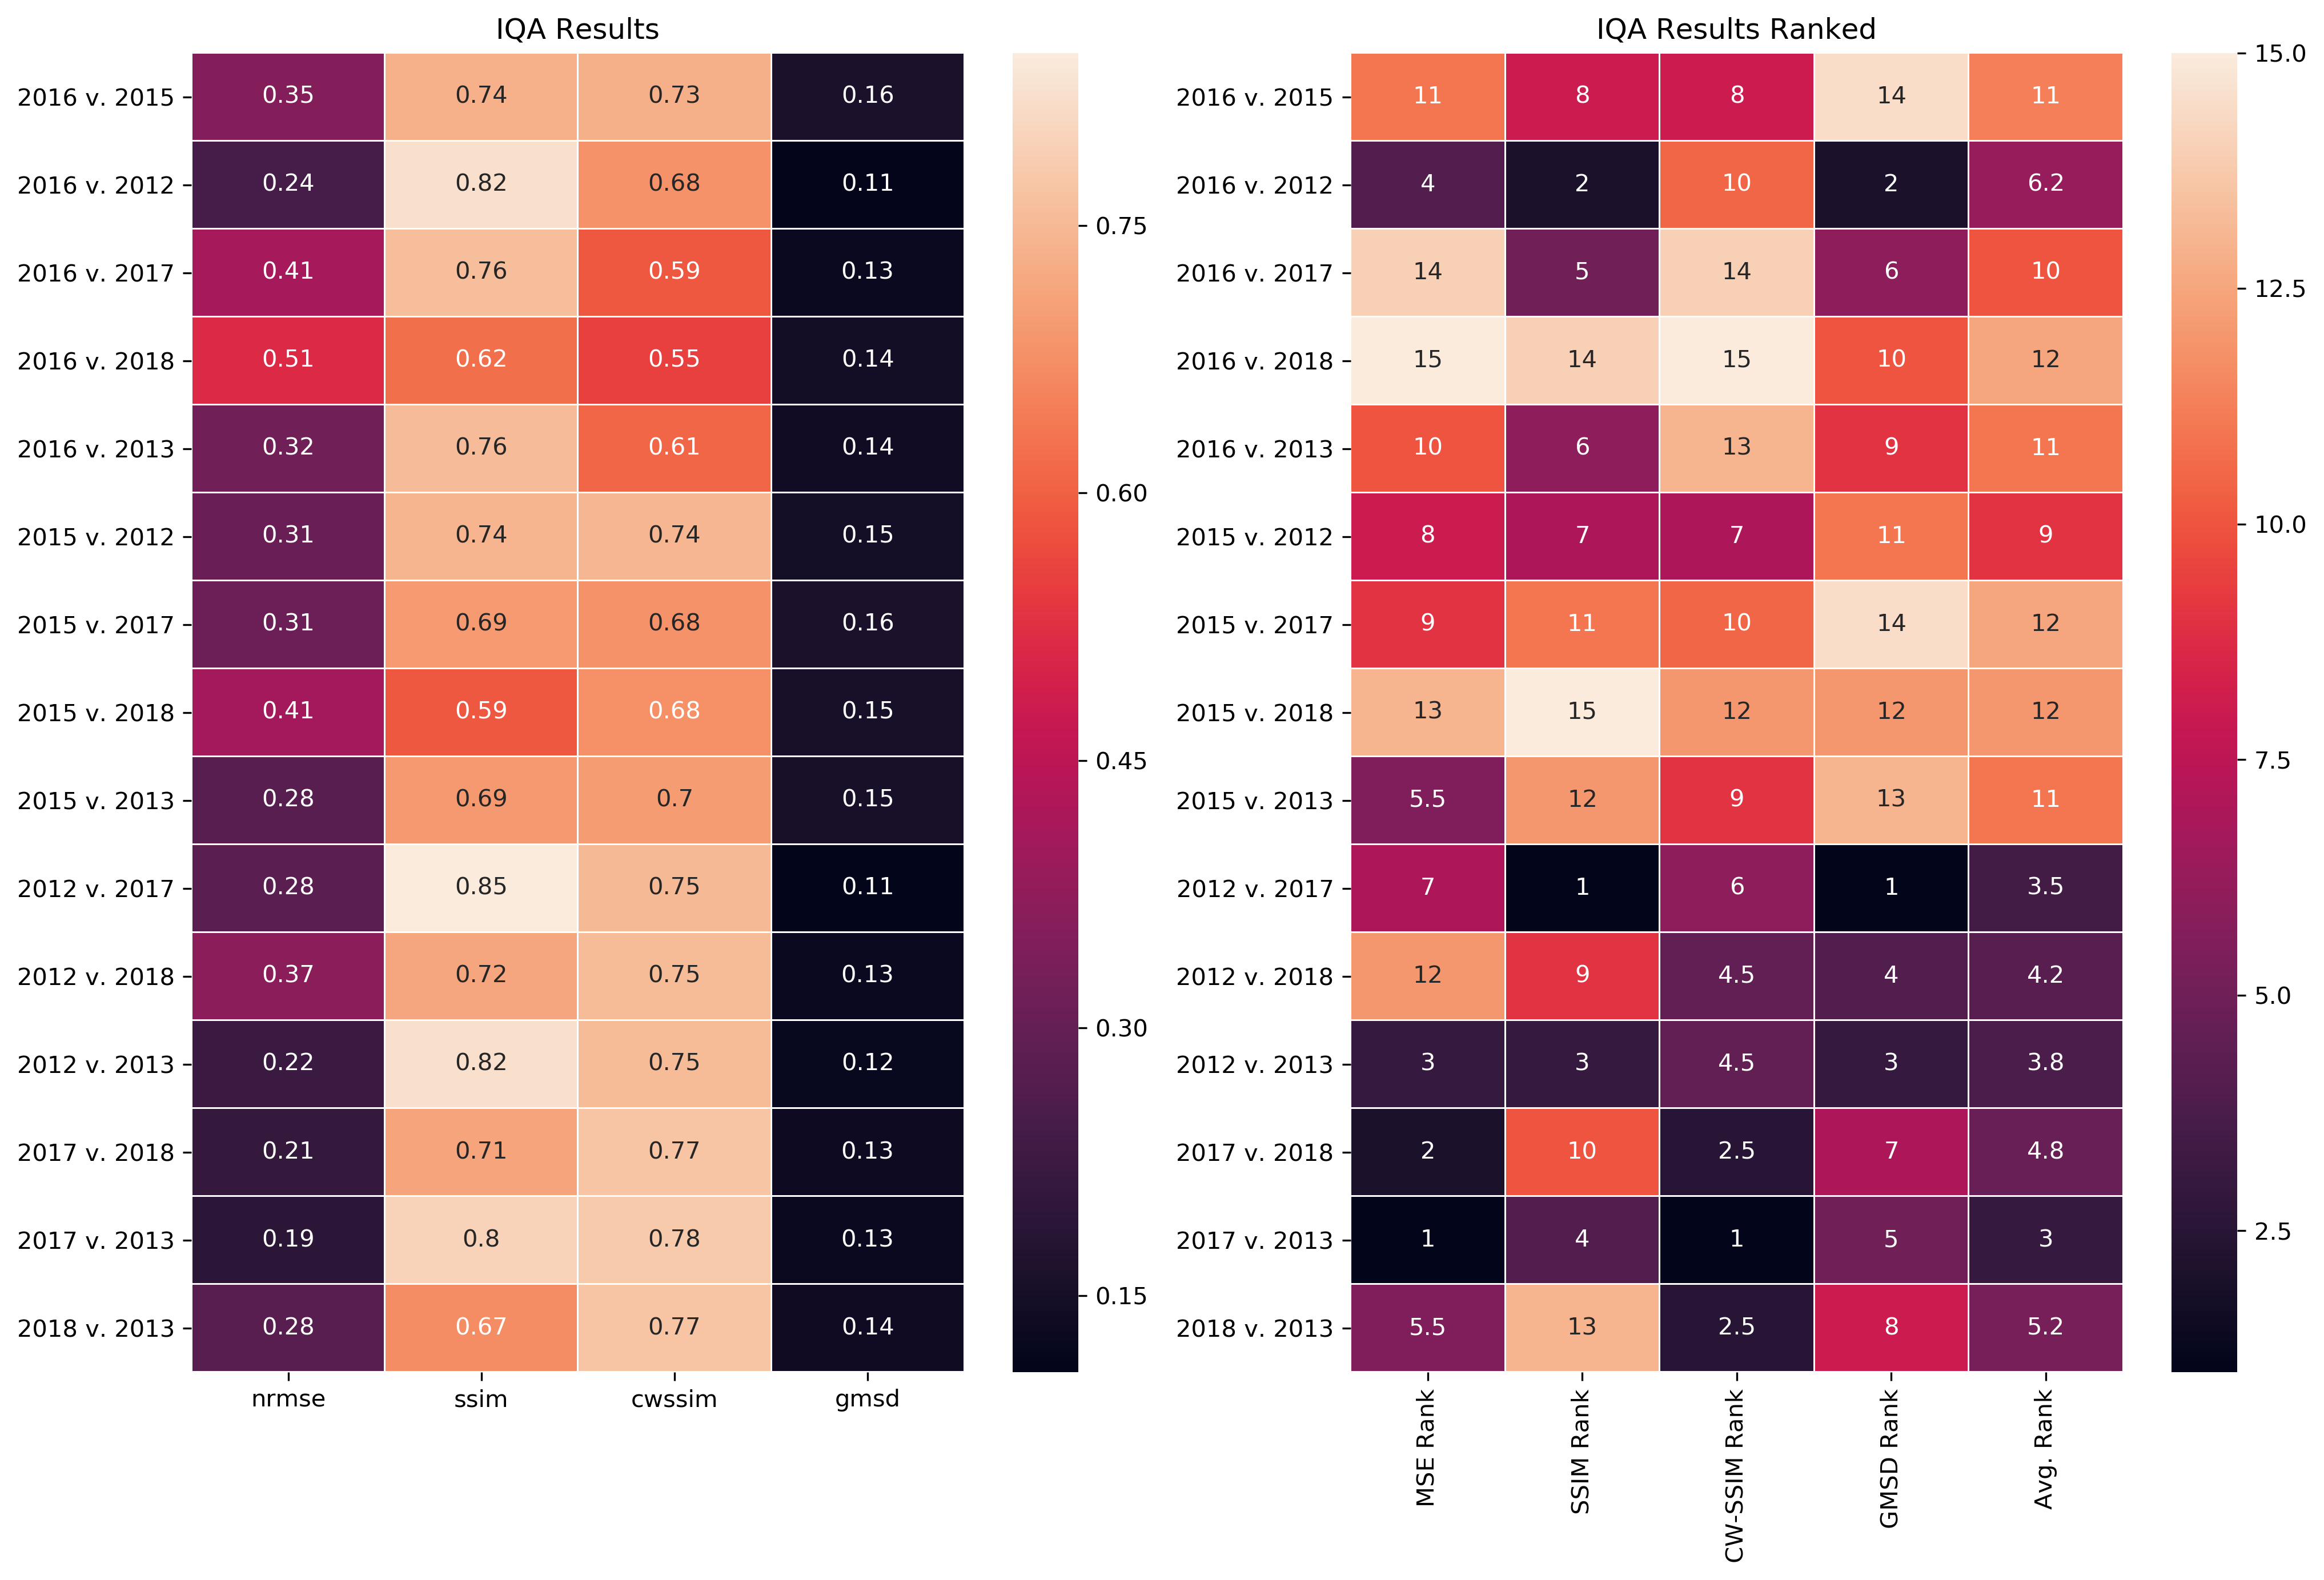 IQA Results
2016 v. 2015 0.35 0.74 0.73 0.16
2016 v. 2012 0.24 0.82 0.68 0.11
2016 v. 2017 0.41 0.76 0.59 0.13
2016 v. 2018 0.51 0.62 0.55 0.14
2016 v. 2013 0.32 0.76 0.61 0.14
2015 v. 2012 0.31 0.74 0.74 0.15
2015 v. 2017 0.31 0.69 0.68 0.16
2015 v. 2018 0.41 0.59 0.68 0.15
2015 v. 2013 0.28 0.69 0.7 0.15
2012 v. 2017 0.28 0.85 0.75 0.11
2012 v. 2018 0.37 0.72 0.75 0.13
2012 v. 2013 0.22 0.82 0.75 0.12
2017 v. 2018 0.21 0.71 0.77 0.13
2017 v. 2013 0.19 0.8 0.78 0.13
2018 v. 2013 0.28 0.67 0.77 0.14
nrmse ssim cwssim gmsd
0.75
0.60
0.45
0.30
0.15
IQA Results Ranked
2016 v. 2015 11 8 8 14 11
2016 v. 2012 4 2 10 2 6.2
2016 v. 2017 14 5 14 6 10
2016 v. 2018 15 14 15 10 12
2016 v. 2013 10 6 13 9 11
2015 v. 2012 8 7 7 11 9
2015 v. 2017 9 11 10 14 12
2015 v. 2018 13 15 12 12 12
2015 v. 2013 5.5 12 9 13 11
2012 v. 2017 7 1 6 1 3.5
2012 v. 2018 12 9 4.5 4 4.2
2012 v. 2013 3 3 4.5 3 3.8
2017 v. 2018 2 10 2.5 7 4.8
2017 v. 2013 1 4 1 5 3
2018 v. 2013 5.5 13 2.5 8 5.2
MSE Rank
SSIM Rank
CW-SSIM Rank
GMSD Rank
Avg. Rank
15.0
12.5
10.0
7.5
5.0
2.5